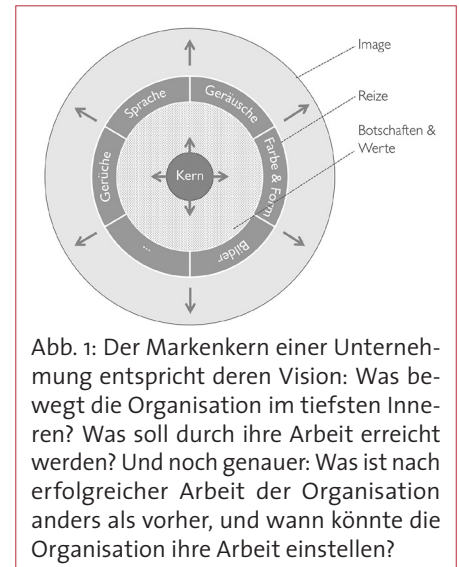 Image
Reize
Botschaften &
Werte
Sprache
Geräusche
Gerüche
Kern
Farbe & Form
...
Bilder
Abb. 1: Der Markenkern einer Unterneh-
mung entspricht deren Vision: Was be-
wegt die Organisation im tiefsten Inne-
ren? Was soll durch ihre Arbeit erreicht
werden? Und noch genauer: Was ist nach
erfolgreicher Arbeit der Organisation
anders als vorher, und wann könnte die
Organisation ihre Arbeit einstellen?